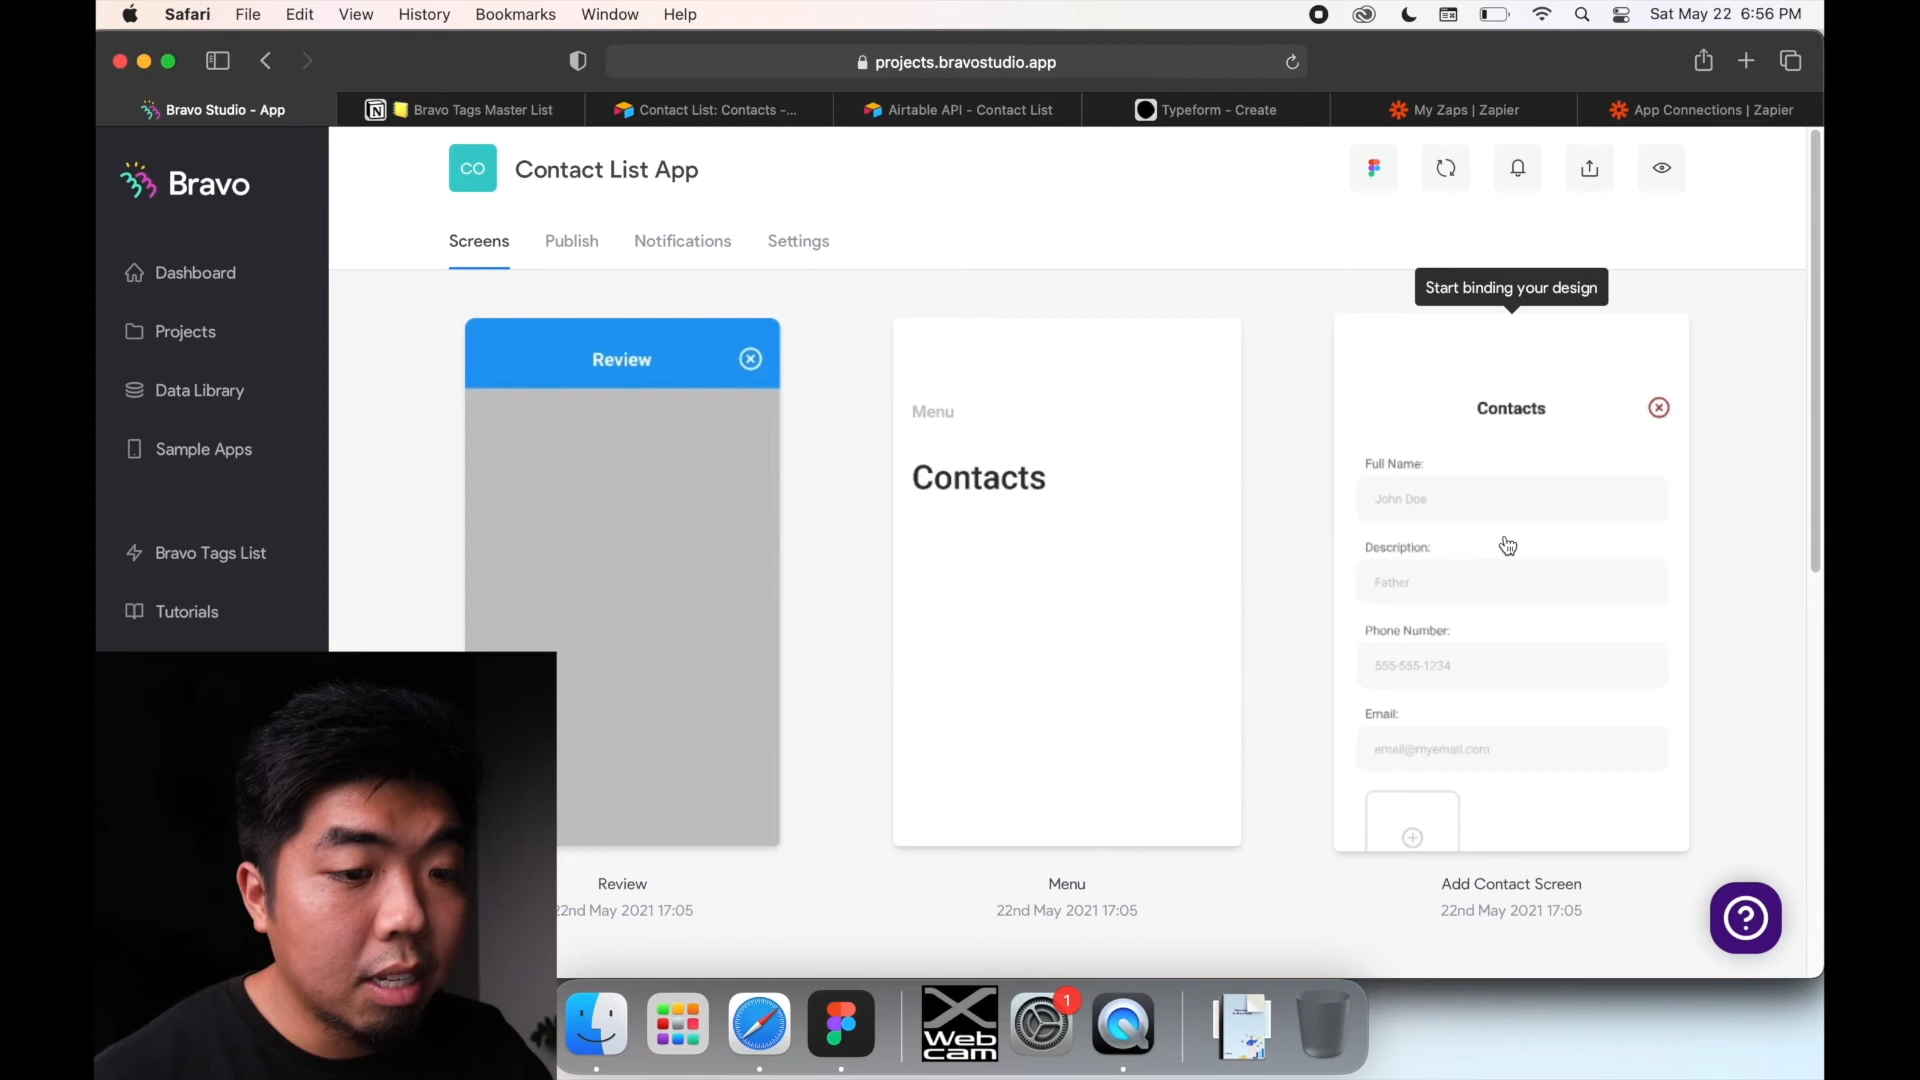 Safari File Edit View History Bookmarks Window Help Sat May 22 6:56 PM
projects.bravostudio.app
Bravo Studio - App Bravo Tags Master List Contact List: Contacts -... Airtable API - Contact List Typeform - Create My Zaps | Zapier App Connections | Zapier
Bravo
Dashboard
Projects
Data Library
Sample Apps
Bravo Tags List
Tutorials
CO Contact List App
Screens Publish Notifications Settings
Start binding your design
Review
Menu
Contacts
Contacts
Full Name:
John Doe
Description:
Father
Phone Number:
555-555-1234
Email:
email@myemail.com
Review
22nd May 2021 17:05
Menu
22nd May 2021 17:05
Add Contact Screen
22nd May 2021 17:05
X
Web
cam
1